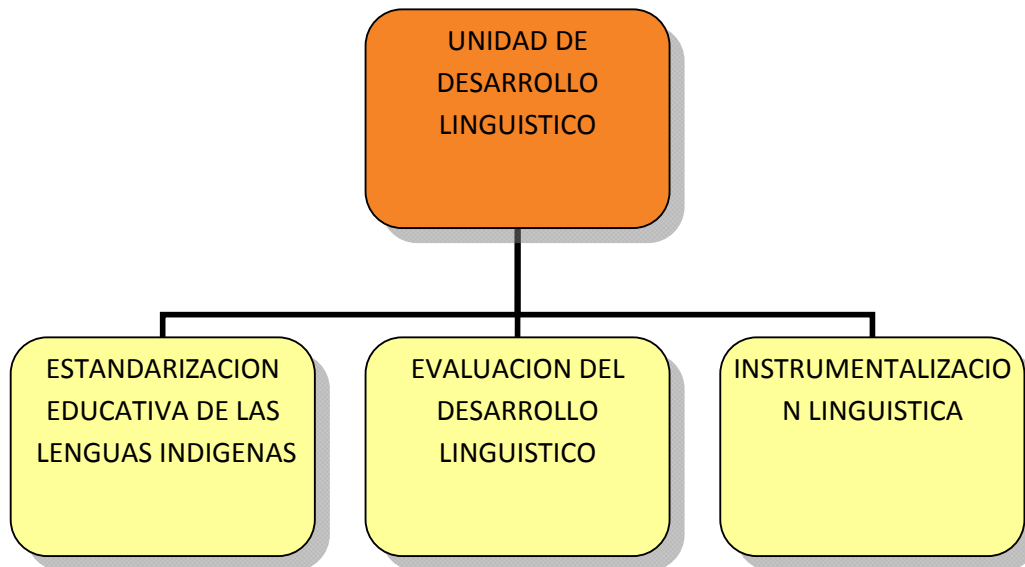 UNIDAD DE
DESARROLLO
LINGUISTICO
ESTANDARIZACION
EDUCATIVA DE LAS
LENGUAS INDIGENAS
EVALUACION DEL
DESARROLLO
LINGUISTICO
INSTRUMENTALIZACIO
N LINGUISTICA